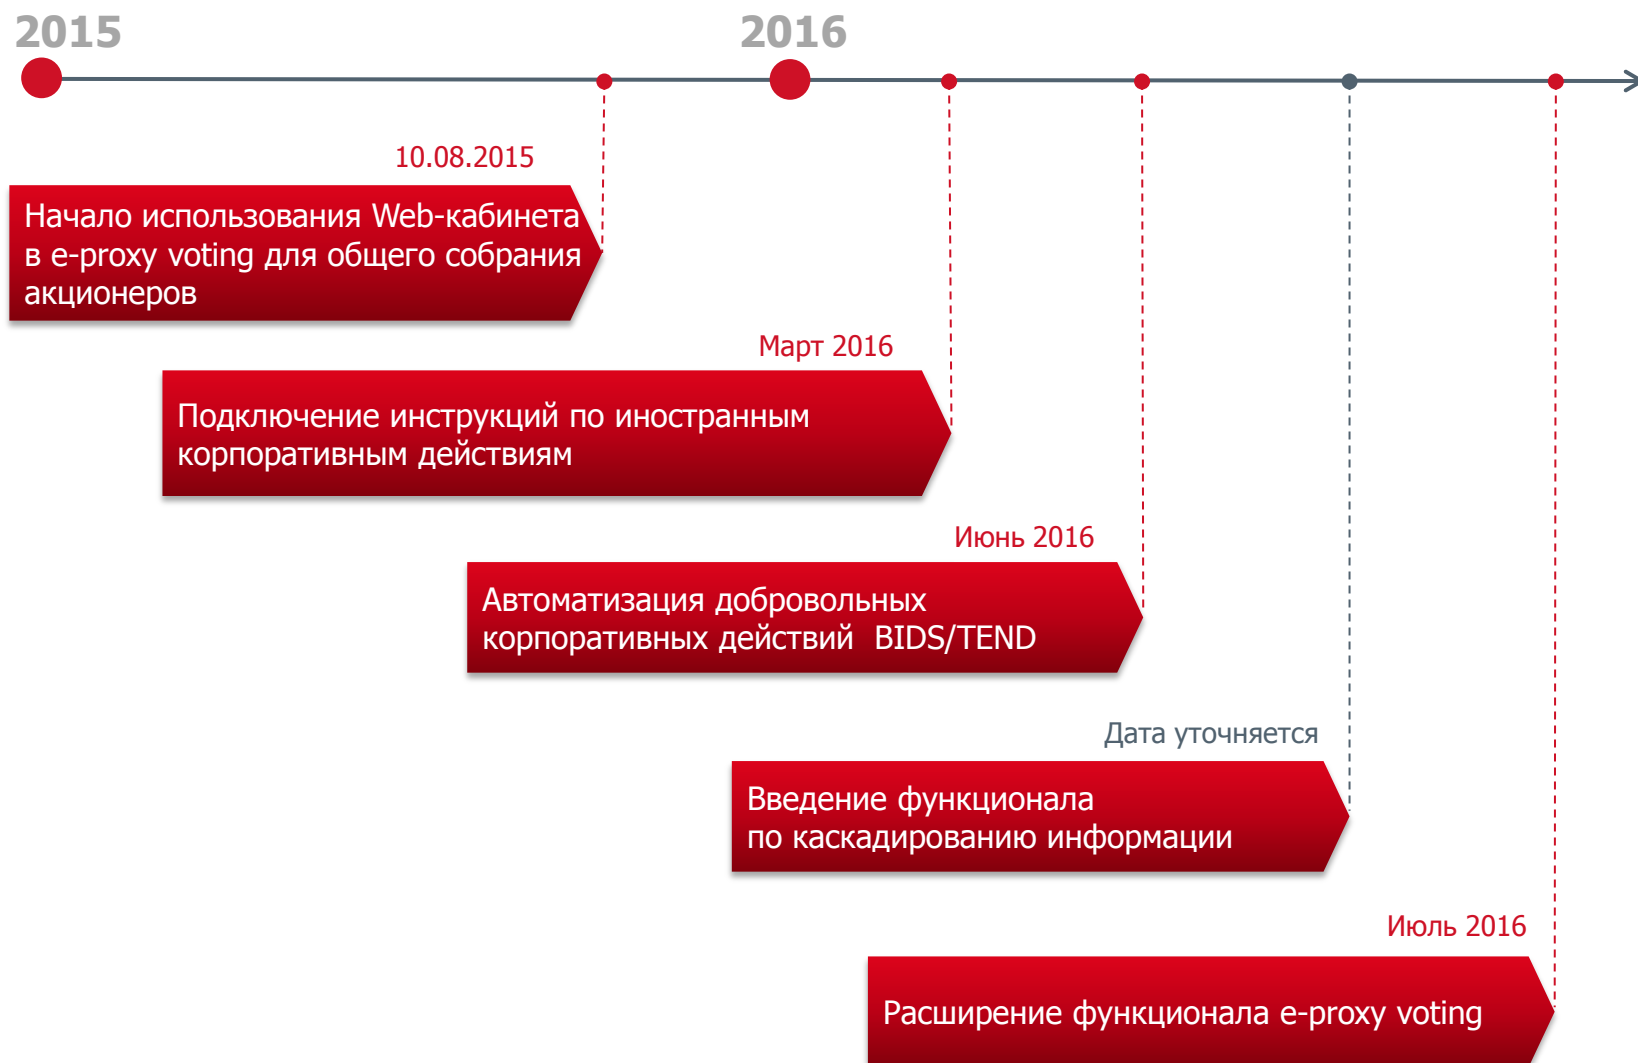 2015
2016
10.08.2015
Начало использования Web-кабинета
в e-proxy voting для общего собрания
акционеров
Март 2016
Подключение инструкций по иностранным
корпоративным действиям
Июнь 2016
Автоматизация добровольных
корпоративных действий BIDS/TEND
Дата уточняется
Введение функционала
по каскадированию информации
Июль 2016
Расширение функционала e-proxy voting